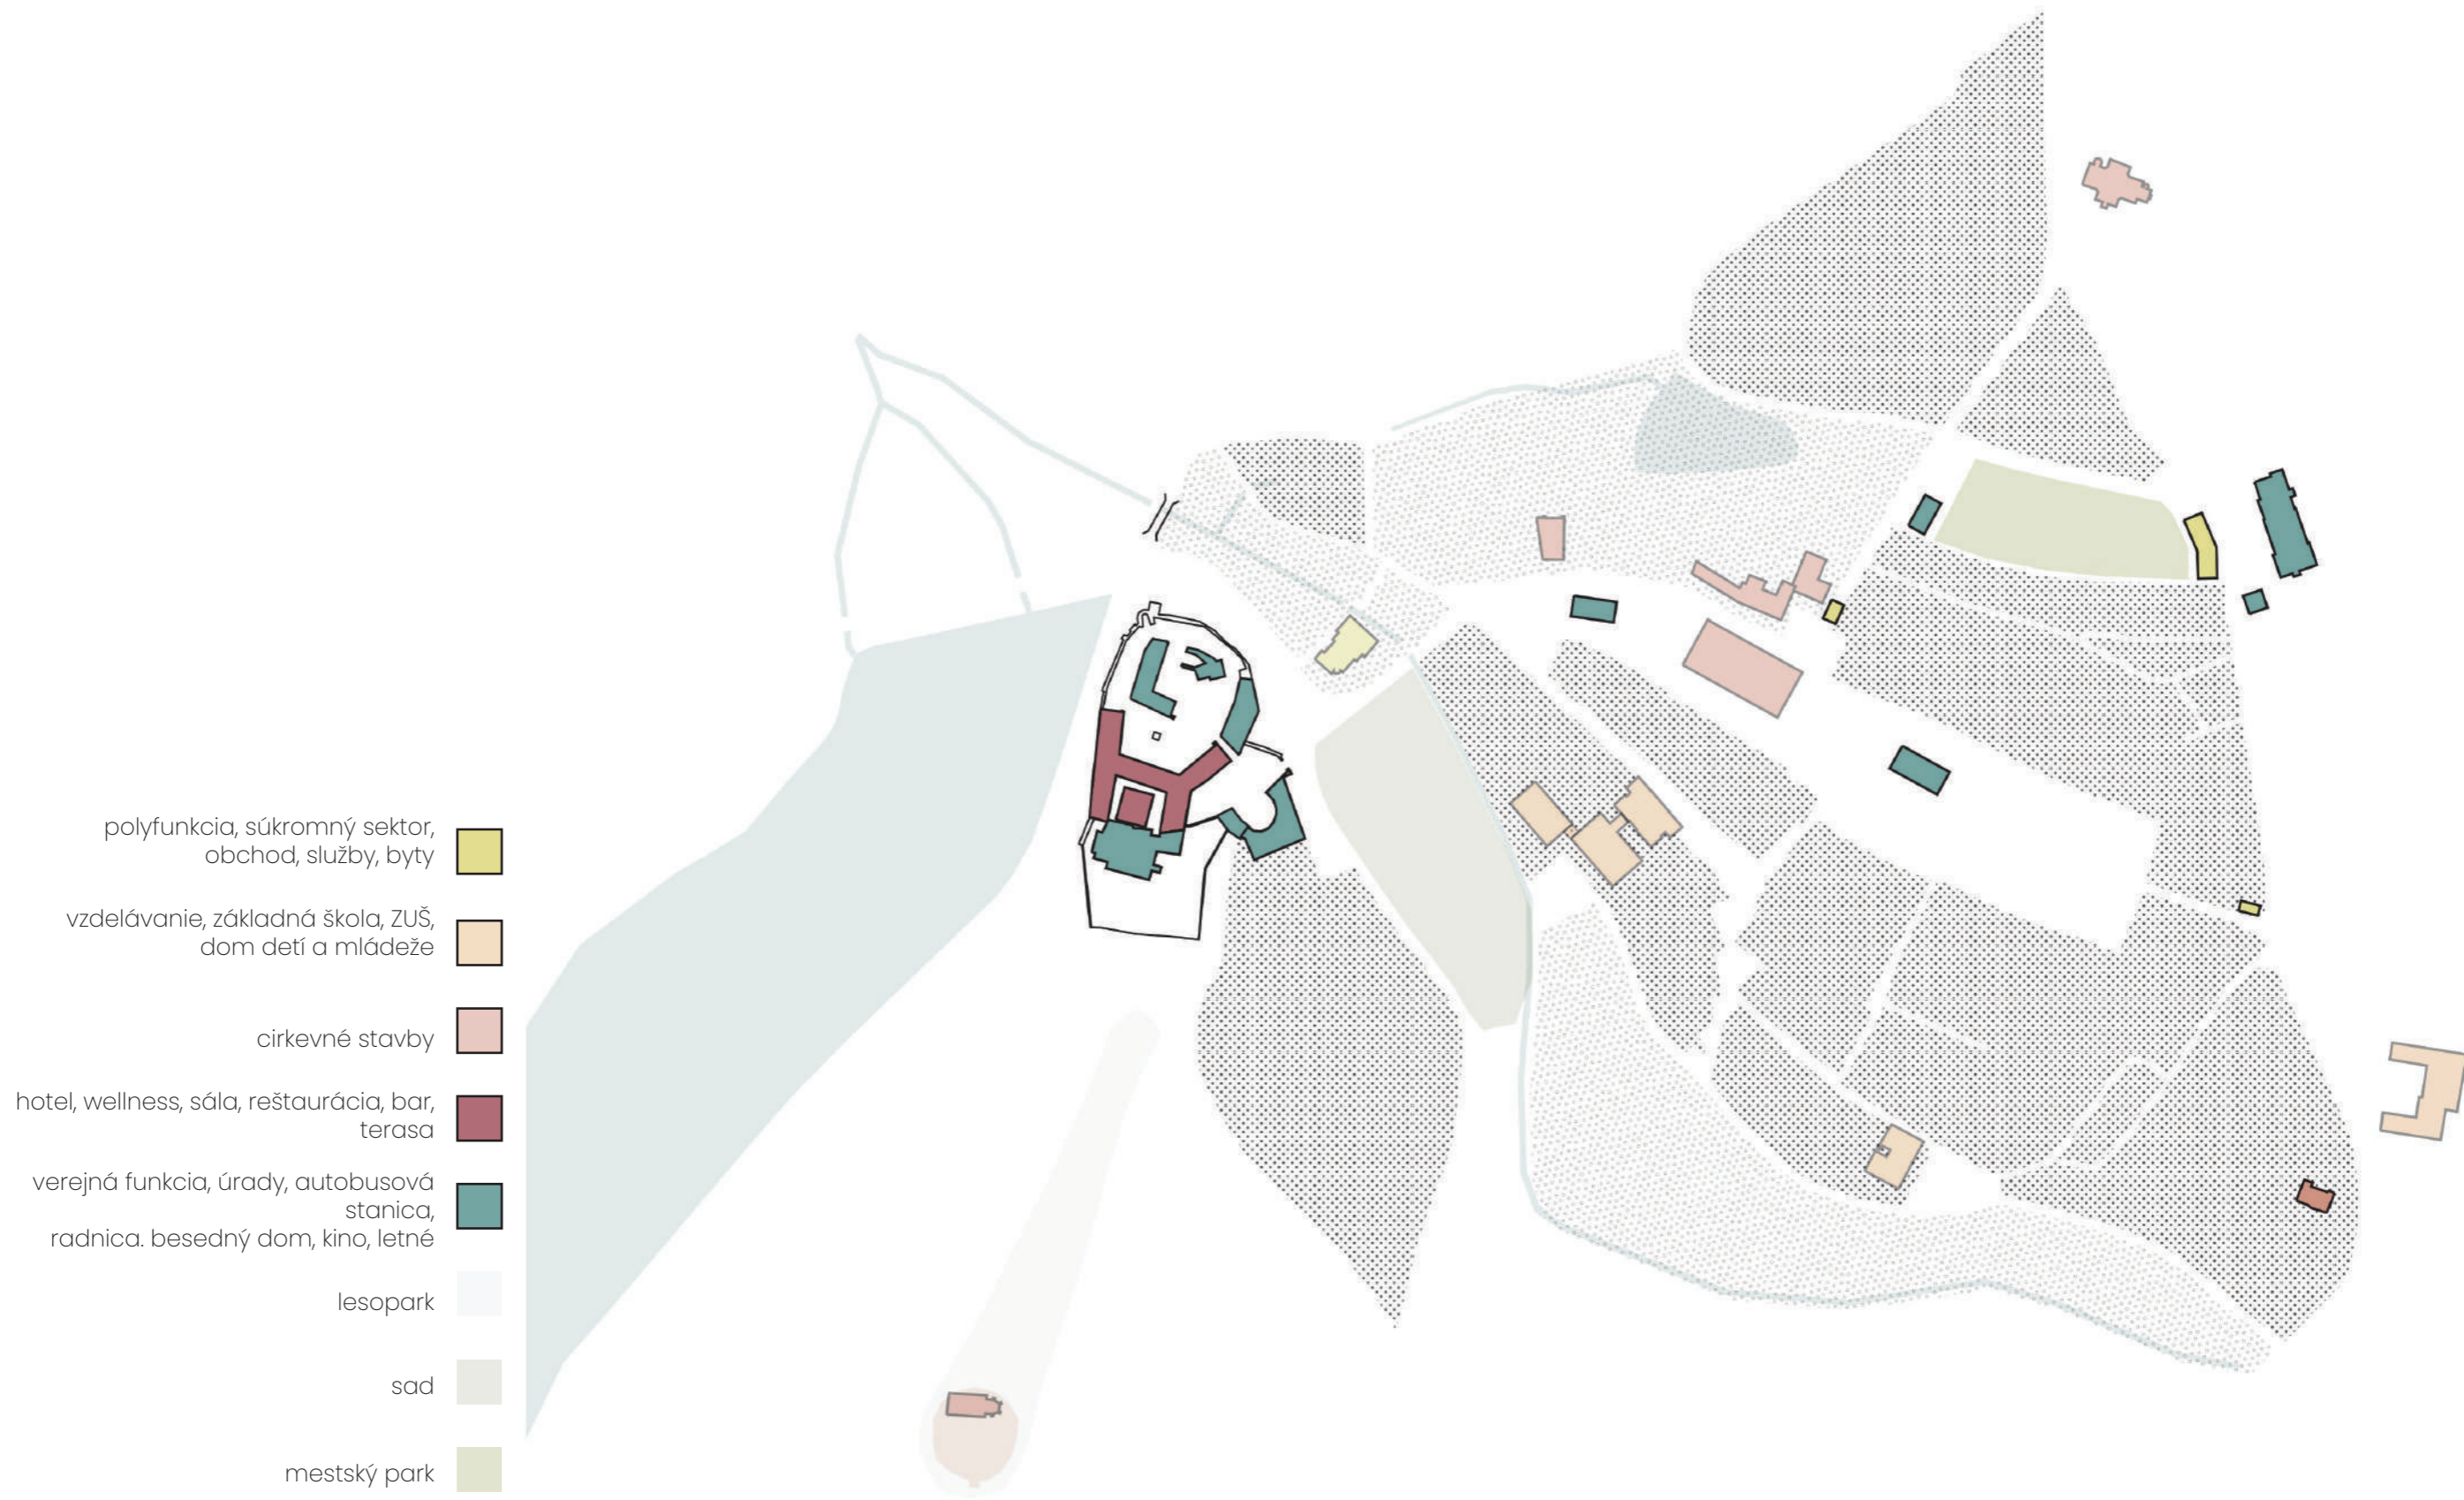 polyfunkcia, súkromný sektor,
obchod, služby, byty
vzdelávanie, základná škola, ZUŠ,
dom detí a mládeže
cirkevné stavby
hotel, wellness, sála, reštaurácia, bar,
terasa
verejná funkcia, úrady, autobusová
stanica,
radnica. besedný dom, kino, letné
lesopark
sad
mestský park